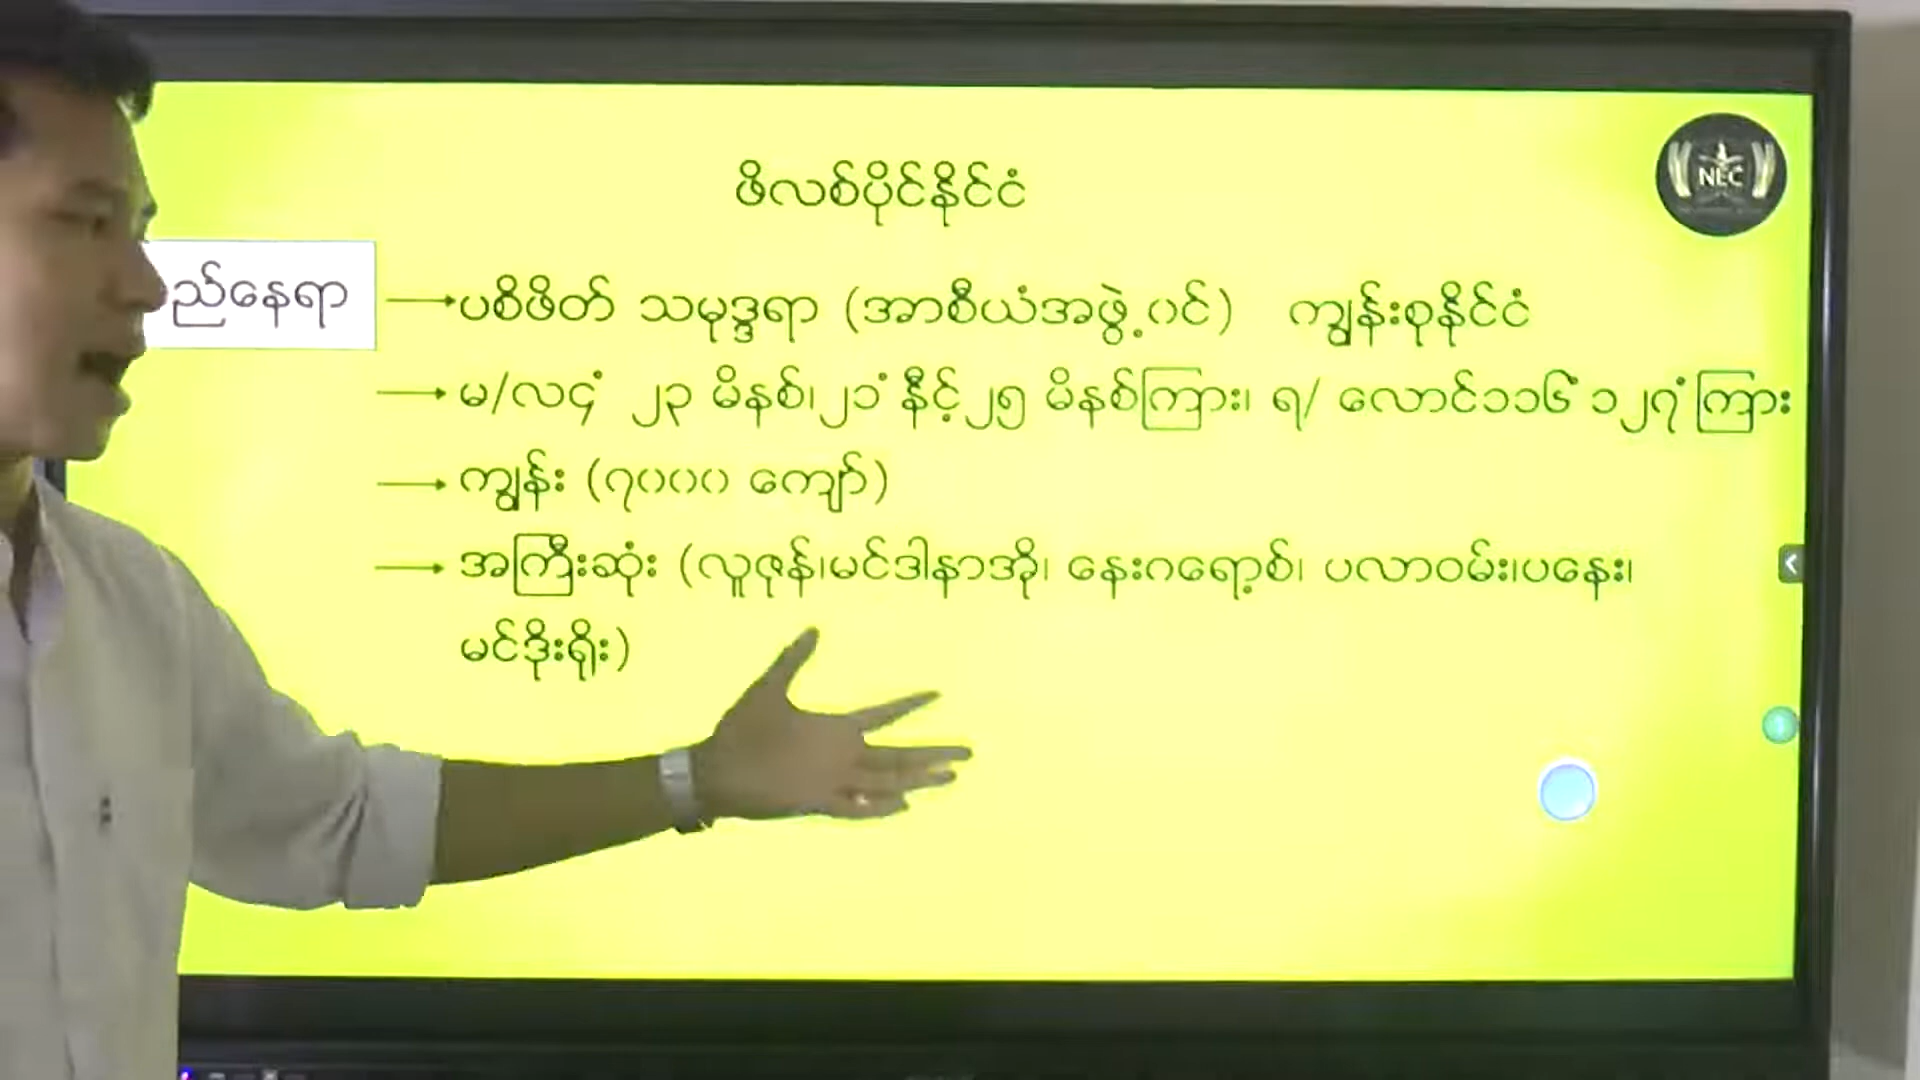 ဖိလစ်ပိုင်နိုင်ငံ
NEC
ည်နေရာ
ပစိဖိတ် သမုဒ္ဒရာ (အာစီယံအဖွဲ့ဝင်) ကျွန်းစုနိုင်ငံ
မ/လ၄° ၂၃ မိနစ်၊၂၁° နှင့်၂၅ မိနစ်ကြား၊ ရ/ လောင်၁၁၆° ၁၂၇° ကြား
ကျွန်း (၇၀၀၀ ကျော်)
အကြီးဆုံး (လူဇုန်၊မင်ဒါနာအို၊ နေးဂရော့စ်၊ ပလာဝမ်း၊ပနေး၊
မင်ဒိုးရိုး)